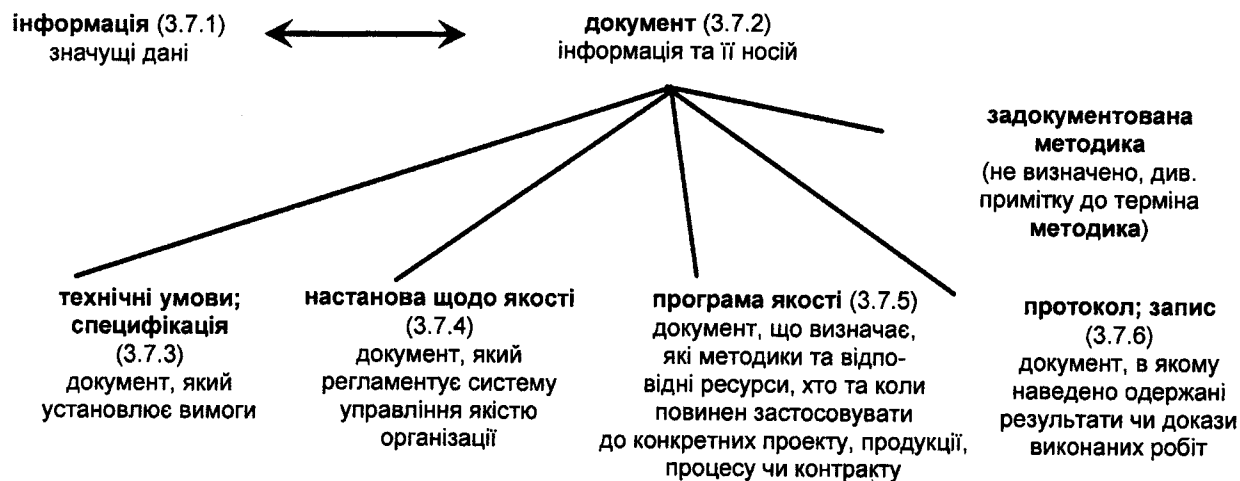 інформація (3.7.1)
значущі дані
документ (3.7.2)
інформація та її носій
задокументована
методика
(не визначено, див.
примітку до терміна
методика)
технічні умови;
специфікація
(3.7.3)
документ, який
установлює вимоги
настанова щодо якості
(3.7.4)
документ, який
регламентує систему
управління якістю
організації
програма якості (3.7.5)
документ, що визначає,
які методики та відпо-
відні ресурси, хто та коли
повинен застосовувати
до конкретних проекту, продукції,
процесу чи контракту
протокол; запис
(3.7.6)
документ, в якому
наведено одержані
результати чи докази
виконаних робіт